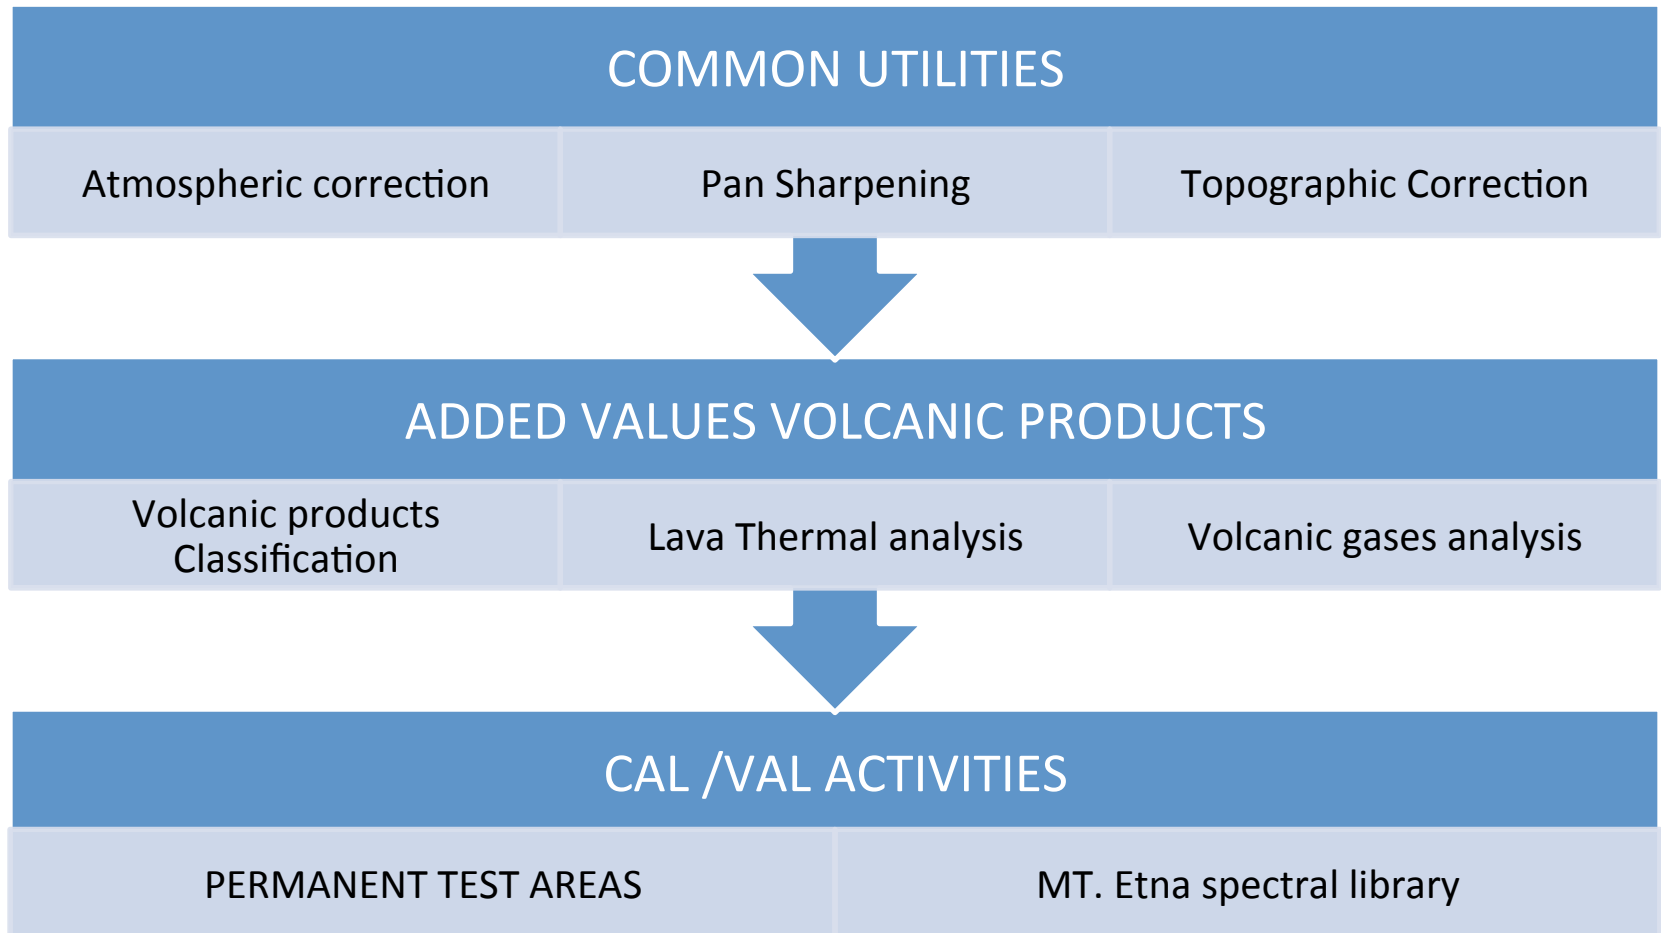 COMMON UTILITIES
Atmospheric correction
Pan Sharpening
Topographic Correction
ADDED VALUES VOLCANIC PRODUCTS
Volcanic products
Classification
Lava Thermal analysis
Volcanic gases analysis
CAL /VAL ACTIVITIES
PERMANENT TEST AREAS
MT. Etna spectral library